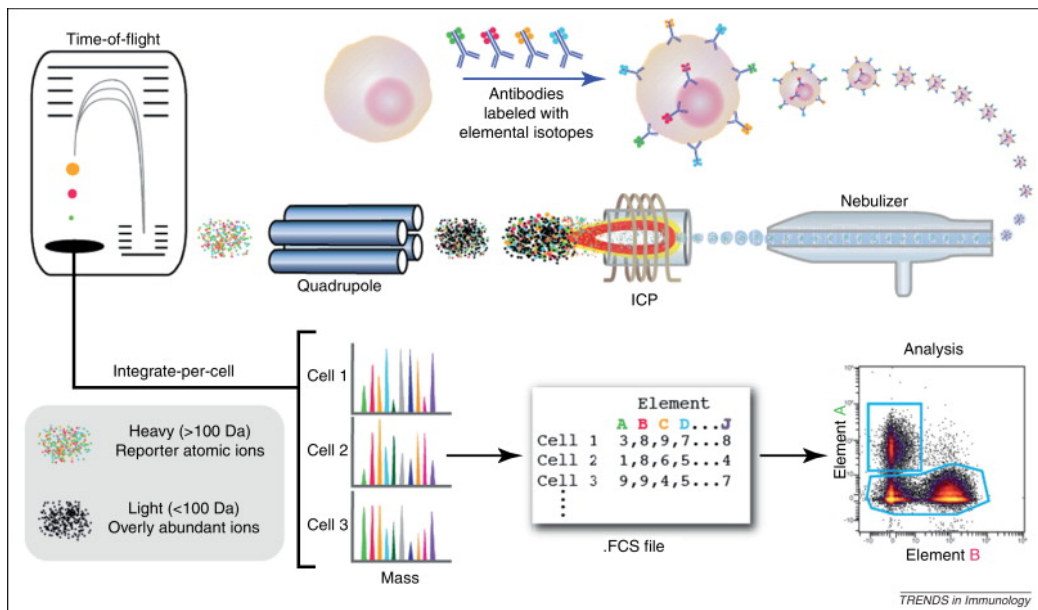 Time-of-flight
Antibodies
labeled with
elemental isotopes
Nebulizer
Quadrupole
ICP
Integrate-per-cell
Cell 1
Cell 2
Cell 3
Mass
Heavy (>100 Da)
Reporter atomic ions
Light (<100 Da)
Overly abundant ions
Element
A B C D...J
Cell 1 3,8,9,7...8
Cell 2 1,8,6,5...4
Cell 3 9,9,4,5...7
.FCS file
Analysis
Element A
Element B
TRENDS in Immunology